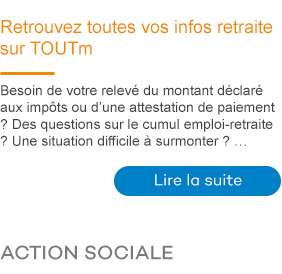 Retrouvez toutes vos infos retraite
sur TOUTm
Besoin de votre relevé du montant déclaré
aux impôts ou d’une attestation de paiement
? Des questions sur le cumul emploi-retraite
? Une situation difficile à surmonter ? …
Lire la suite
ACTION SOCIALE